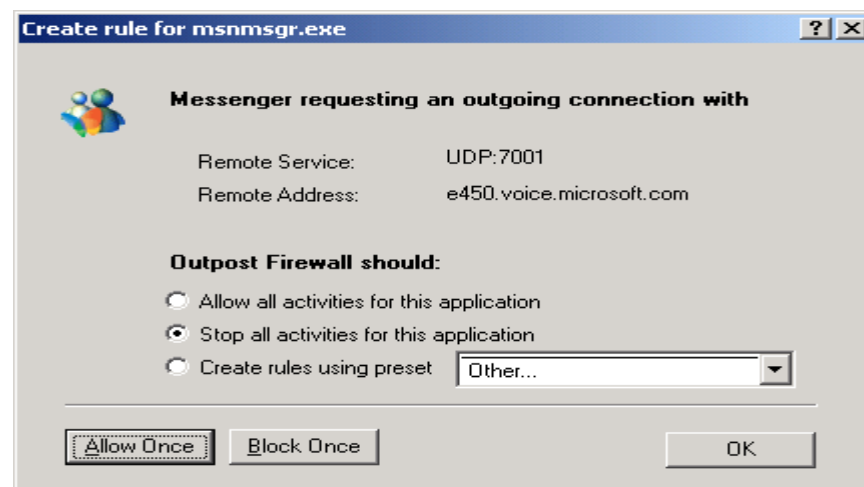 Create rule for msnmsgr.exe
Messenger requesting an outgoing connection with
Remote Service: UDP:7001
Remote Address: e450.voice.microsoft.com
Outpost Firewall should:
Allow all activities for this application
Stop all activities for this application
Create rules using preset Other...
Allow Once Block Once OK